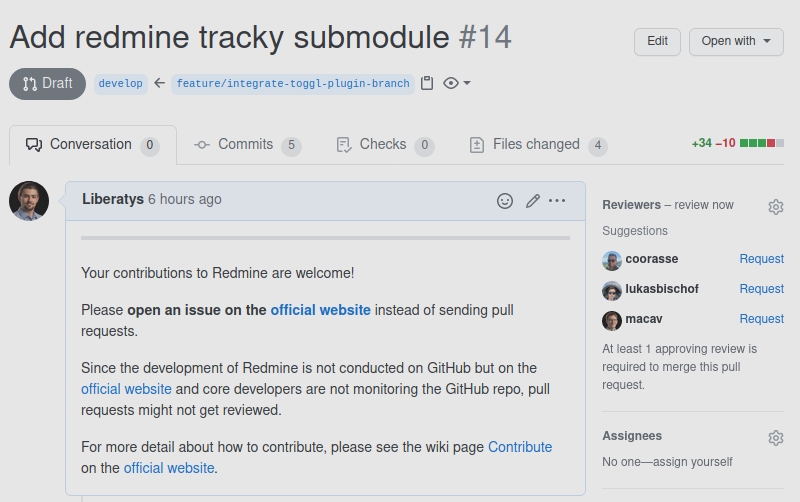 Add redmine tracky submodule #14
Edit
Open with
Draft
develop
feature/integrate-toggl-plugin-branch
Conversation 0
Commits 5
Checks 0
Files changed 4
+34 −10
Liberatys 6 hours ago
Your contributions to Redmine are welcome!
Please open an issue on the official website instead of sending pull
requests.
Since the development of Redmine is not conducted on GitHub but on the
official website and core developers are not monitoring the GitHub repo, pull
requests might not get reviewed.
For more detail about how to contribute, please see the wiki page Contribute
on the official website.
Reviewers – review now
Suggestions
coorasse Request
lukasbischof Request
macav Request
At least 1 approving review is
required to merge this pull
request.
Assignees
No one—assign yourself